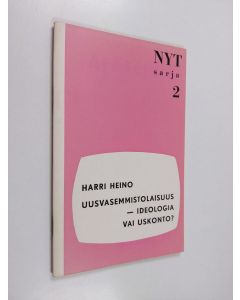 NYT
sarja
2
HARRI HEINO
UUSVASEMMISTOLAISUUS
— IDEOLOGIA
VAI USKONTO?